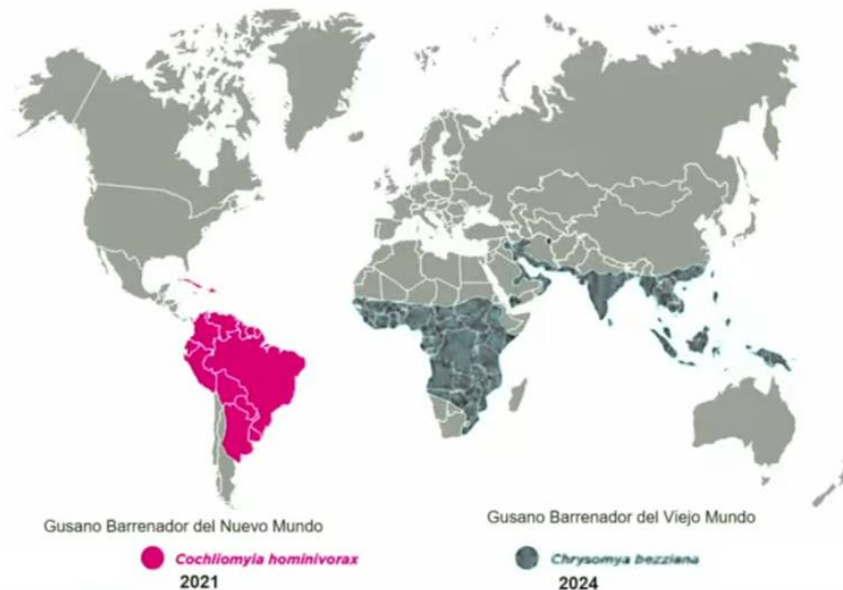 Gusano Barrenador del Nuevo Mundo
Cochliomyia hominivorax
2021
Gusano Barrenador del Viejo Mundo
Chrysomya bezziana
2024